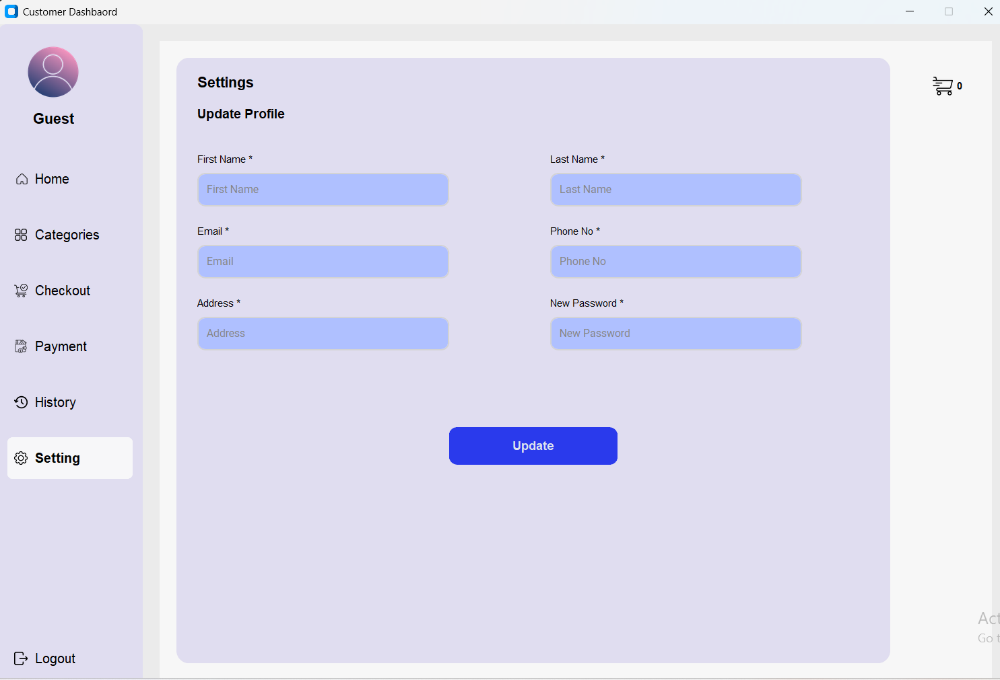 Customer Dashbaord
Guest
Home
Categories
Checkout
Payment
History
Setting
Logout
Settings
Update Profile
First Name *
First Name
Last Name *
Last Name
Email *
Email
Phone No *
Phone No
Address *
Address
New Password *
New Password
Update
0
Act
Go t